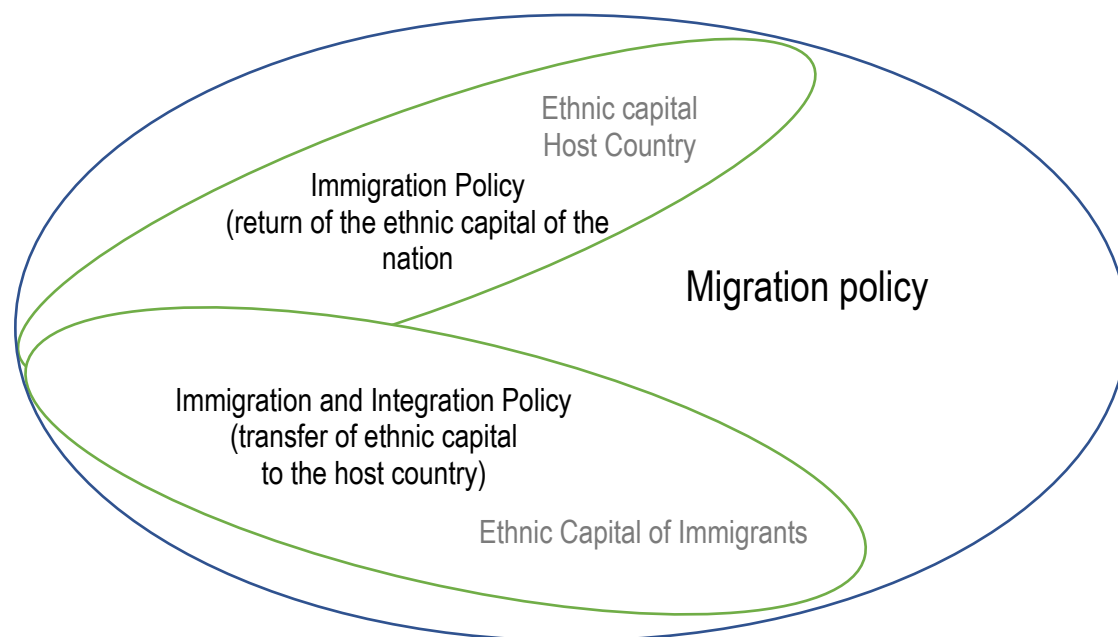 Ethnic capital
Host Country
Immigration Policy
(return of the ethnic capital of the
nation
Migration policy
Immigration and Integration Policy
(transfer of ethnic capital
to the host country)
Ethnic Capital of Immigrants